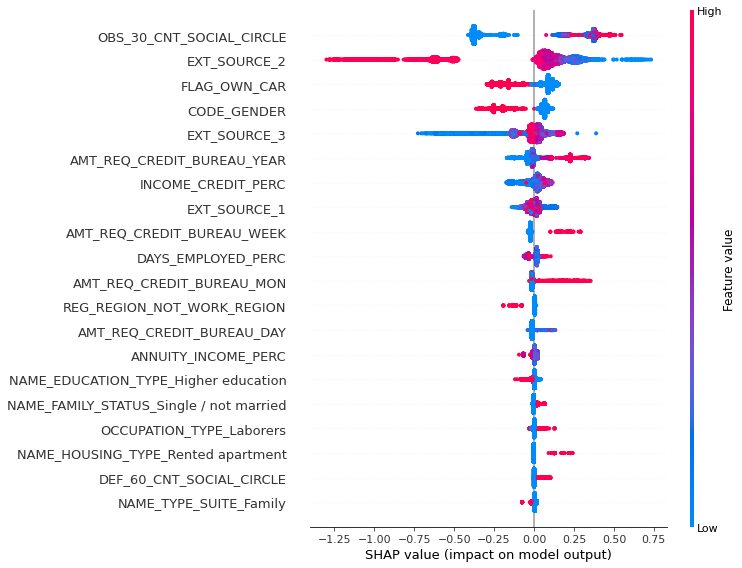 High
OBS_30_CNT_SOCIAL_CIRCLE
EXT_SOURCE_2
FLAG_OWN_CAR
CODE_GENDER
EXT_SOURCE_3
AMT_REQ_CREDIT_BUREAU_YEAR
INCOME_CREDIT_PERC
EXT_SOURCE_1
AMT_REQ_CREDIT_BUREAU_WEEK
DAYS_EMPLOYED_PERC
AMT_REQ_CREDIT_BUREAU_MON
REG_REGION_NOT_WORK_REGION
AMT_REQ_CREDIT_BUREAU_DAY
ANNUITY_INCOME_PERC
NAME_EDUCATION_TYPE_Higher education
NAME_FAMILY_STATUS_Single / not married
OCCUPATION_TYPE_Laborers
NAME_HOUSING_TYPE_Rented apartment
DEF_60_CNT_SOCIAL_CIRCLE
NAME_TYPE_SUITE_Family
Feature value
Low
−1.25 −1.00 −0.75 −0.50 −0.25 0.00 0.25 0.50 0.75
SHAP value (impact on model output)